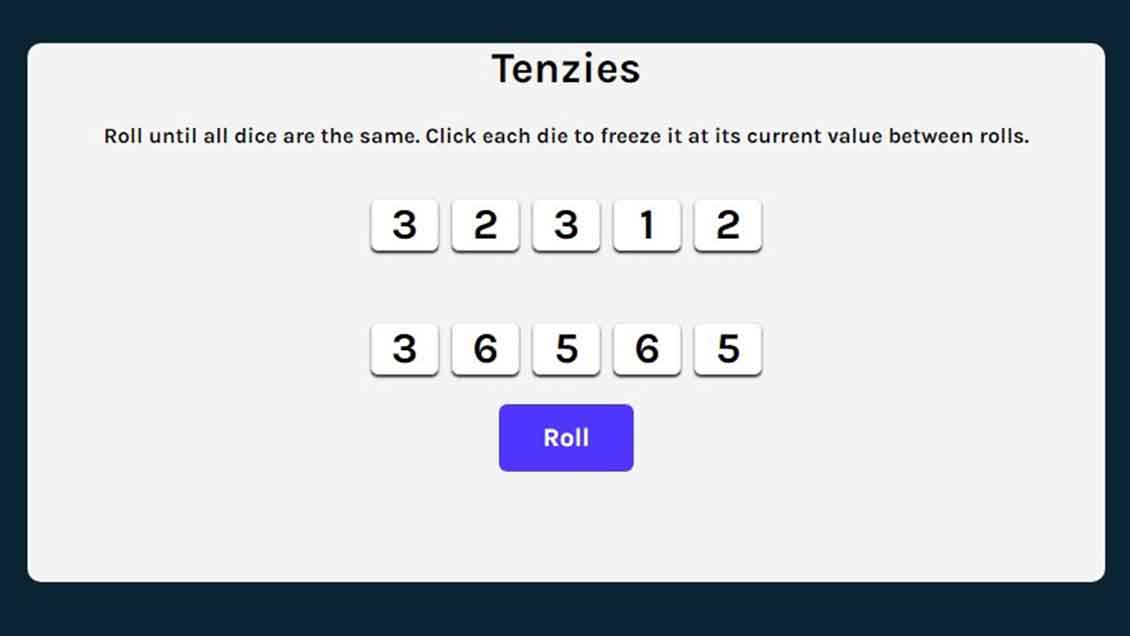 Tenzies
Roll until all dice are the same. Click each die to freeze it at its current value between rolls.
3 2 3 1 2
3 6 5 6 5
Roll